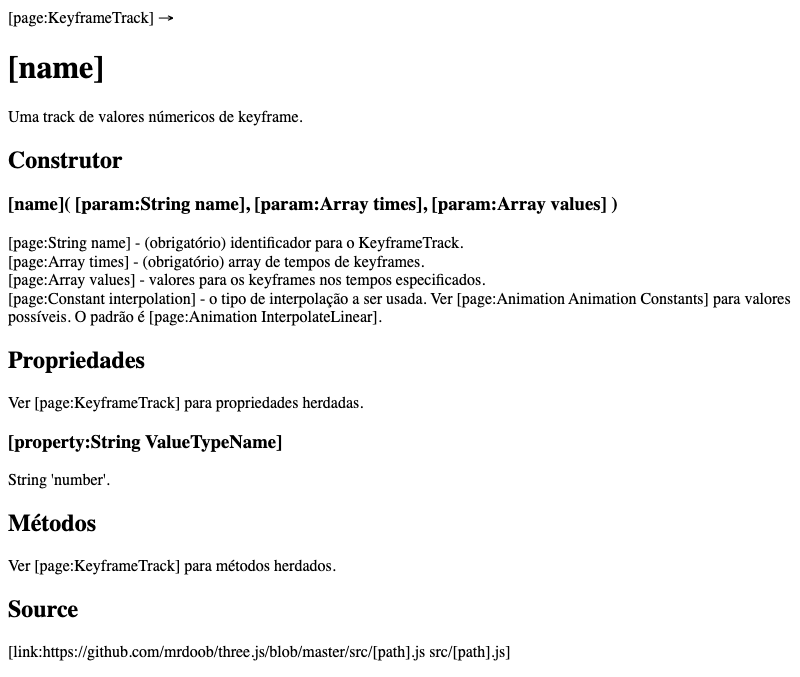 [page:KeyframeTrack] →
[name]
Uma track de valores númericos de keyframe.
Construtor
[name]( [param:String name], [param:Array times], [param:Array values] )
[page:String name] - (obrigatório) identificador para o KeyframeTrack.
[page:Array times] - (obrigatório) array de tempos de keyframes.
[page:Array values] - valores para os keyframes nos tempos especificados.
[page:Constant interpolation] - o tipo de interpolação a ser usada. Ver [page:Animation Animation Constants] para valores
possíveis. O padrão é [page:Animation InterpolateLinear].
Propriedades
Ver [page:KeyframeTrack] para propriedades herdadas.
[property:String ValueTypeName]
String 'number'.
Métodos
Ver [page:KeyframeTrack] para métodos herdados.
Source
[link:https://github.com/mrdoob/three.js/blob/master/src/[path].js src/[path].js]